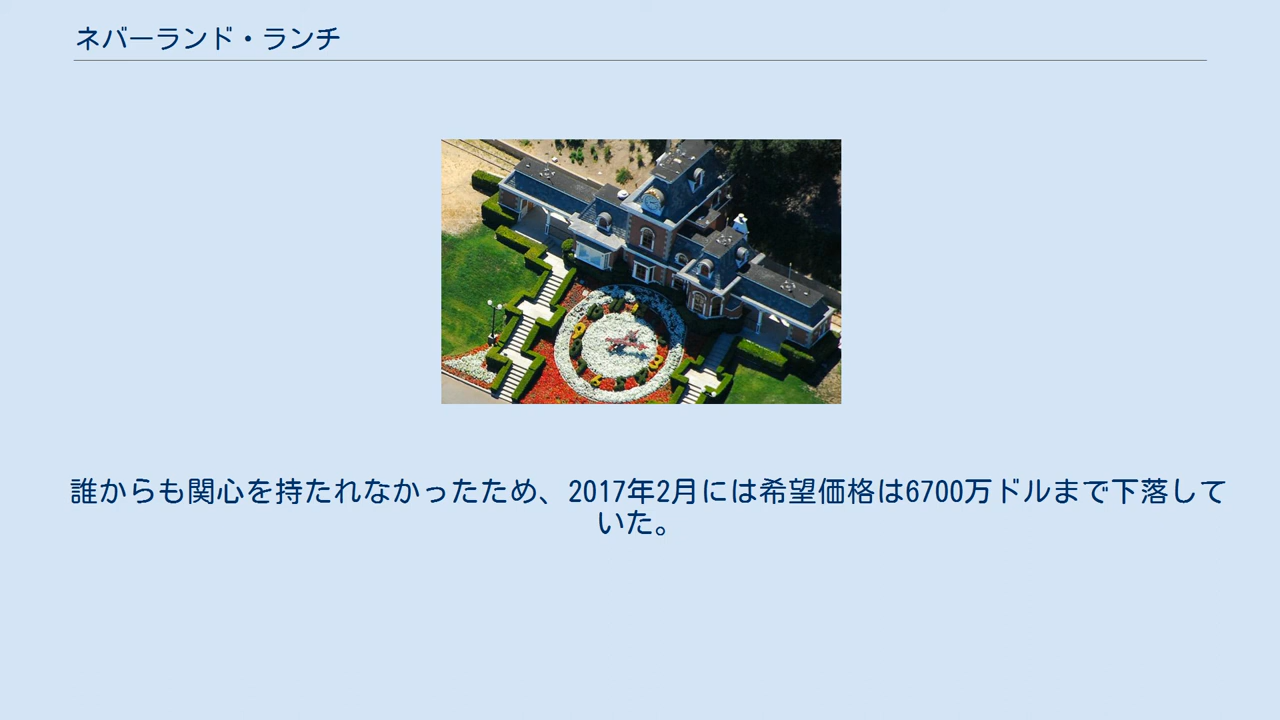 ネバーランド・ランチ
誰からも関心を持たれなかったため、2017年2月には希望価格は6700万ドルまで下落して
いた。